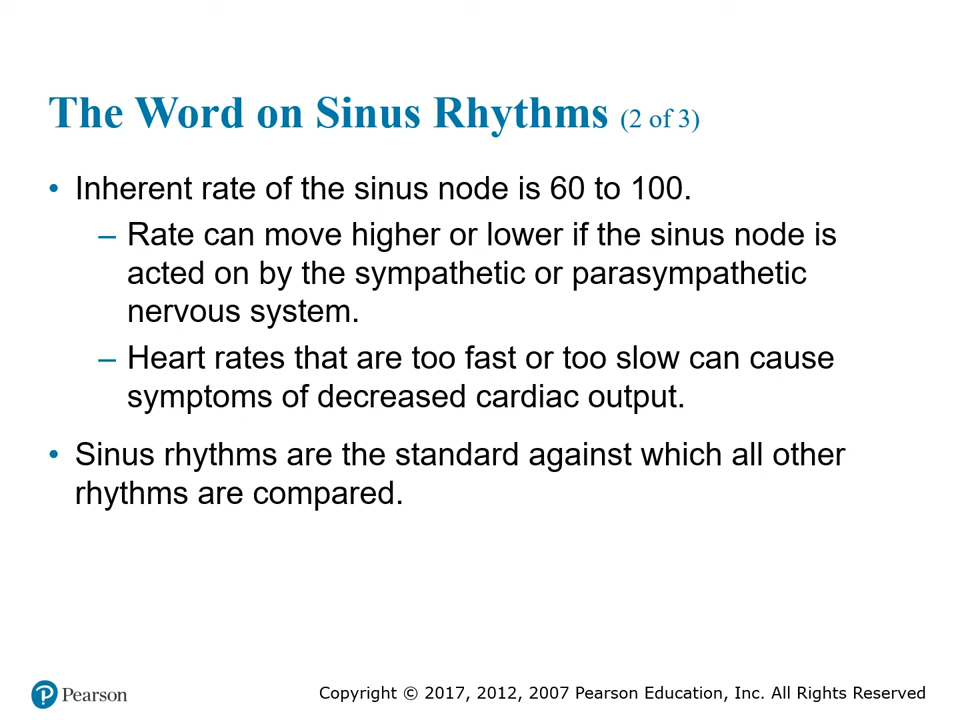 The Word on Sinus Rhythms (2 of 3)
• Inherent rate of the sinus node is 60 to 100.
– Rate can move higher or lower if the sinus node is
acted on by the sympathetic or parasympathetic
nervous system.
– Heart rates that are too fast or too slow can cause
symptoms of decreased cardiac output.
• Sinus rhythms are the standard against which all other
rhythms are compared.
P Pearson
Copyright © 2017, 2012, 2007 Pearson Education, Inc. All Rights Reserved